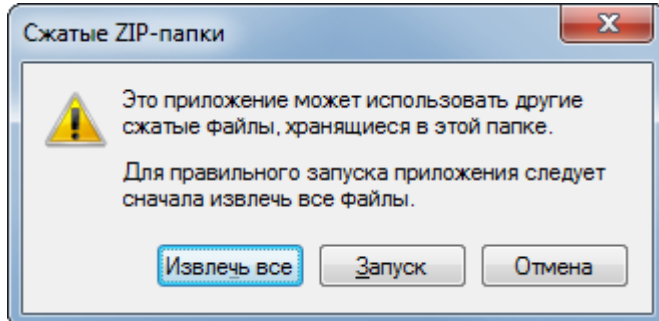 Сжатые ZIP-папки
Это приложение может использовать другие
сжатые файлы, хранящиеся в этой папке.
Для правильного запуска приложения следует
сначала извлечь все файлы.
Извлечь все Запуск Отмена